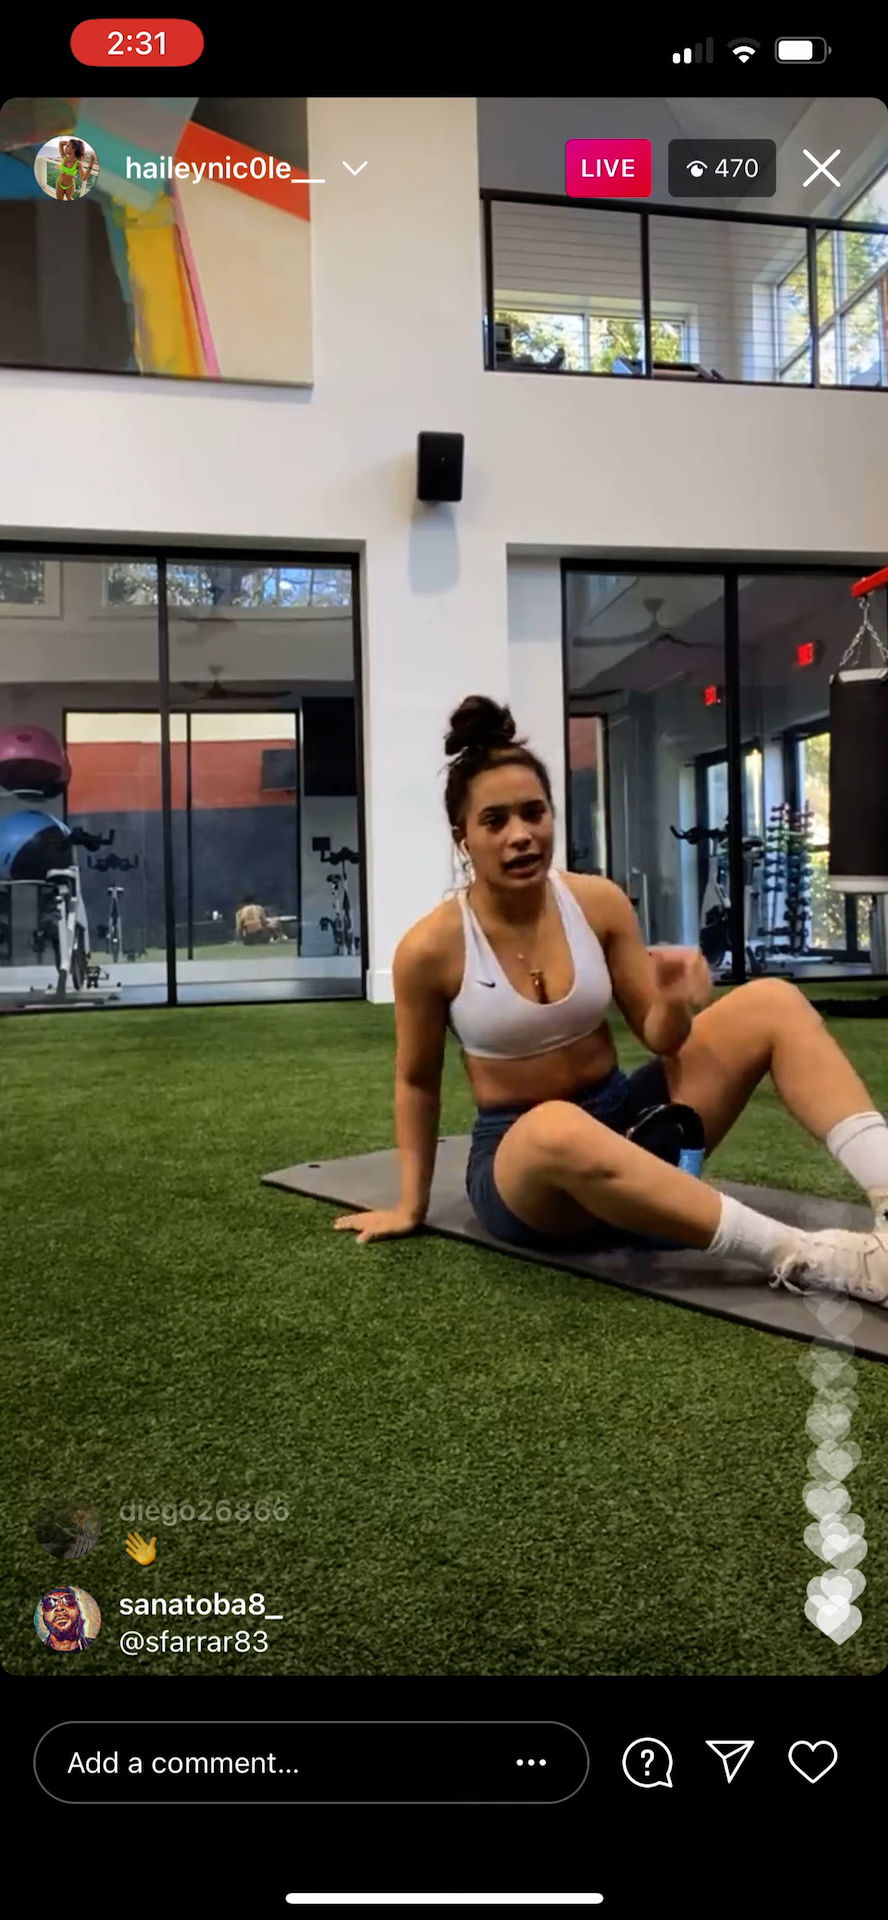 2:31
haileynic0le__
LIVE
470
diego26866
👋
sanatoba8_
@sfarrar83
Add a comment...